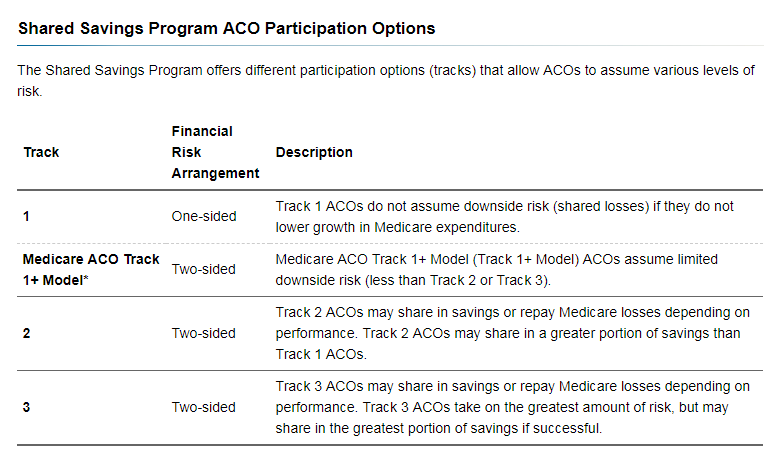 Shared Savings Program ACO Participation Options
The Shared Savings Program offers different participation options (tracks) that allow ACOs to assume various levels of
risk.
Track
Financial
Risk
Arrangement
Description
1
One-sided
Track 1 ACOs do not assume downside risk (shared losses) if they do not
lower growth in Medicare expenditures.
Medicare ACO Track
1+ Model*
Two-sided
Medicare ACO Track 1+ Model (Track 1+ Model) ACOs assume limited
downside risk (less than Track 2 or Track 3).
2
Two-sided
Track 2 ACOs may share in savings or repay Medicare losses depending on
performance. Track 2 ACOs may share in a greater portion of savings than
Track 1 ACOs.
3
Two-sided
Track 3 ACOs may share in savings or repay Medicare losses depending on
performance. Track 3 ACOs take on the greatest amount of risk, but may
share in the greatest portion of savings if successful.